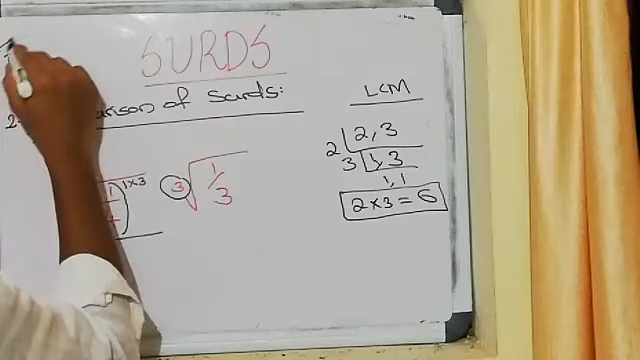 SURDS
of Surds:
LCM
2 2, 3
3 1, 3
1, 1
2 x 3 = 6
1 x 3
3 1/3